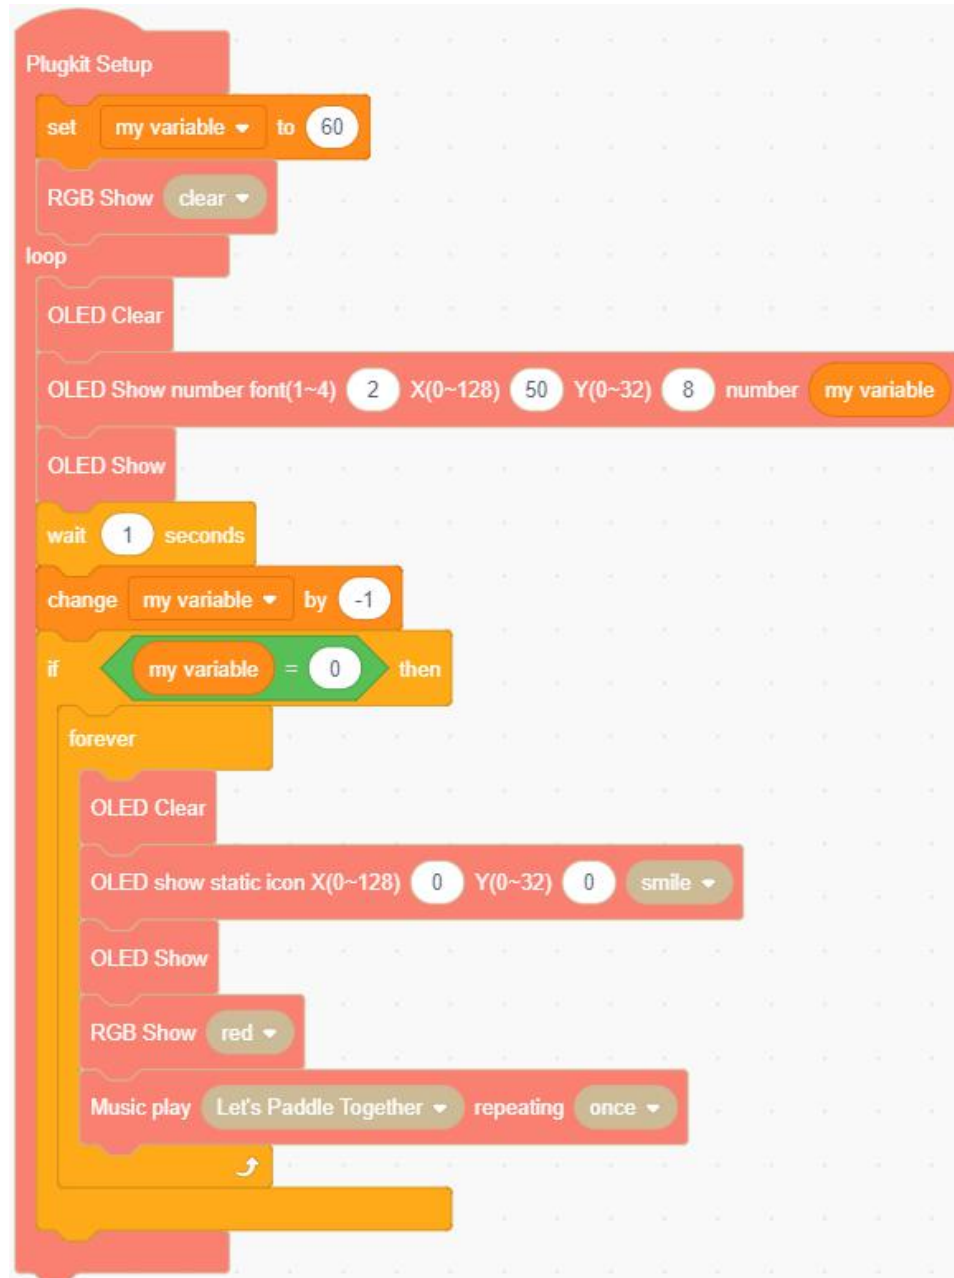 Plugkit Setup
set my variable to 60
RGB Show clear
loop
OLED Clear
OLED Show number font(1~4) 2 X(0~128) 50 Y(0~32) 8 number my variable
OLED Show
wait 1 seconds
change my variable by -1
if my variable = 0 then
forever
OLED Clear
OLED show static icon X(0~128) 0 Y(0~32) 0 smile
OLED Show
RGB Show red
Music play Let's Paddle Together repeating once